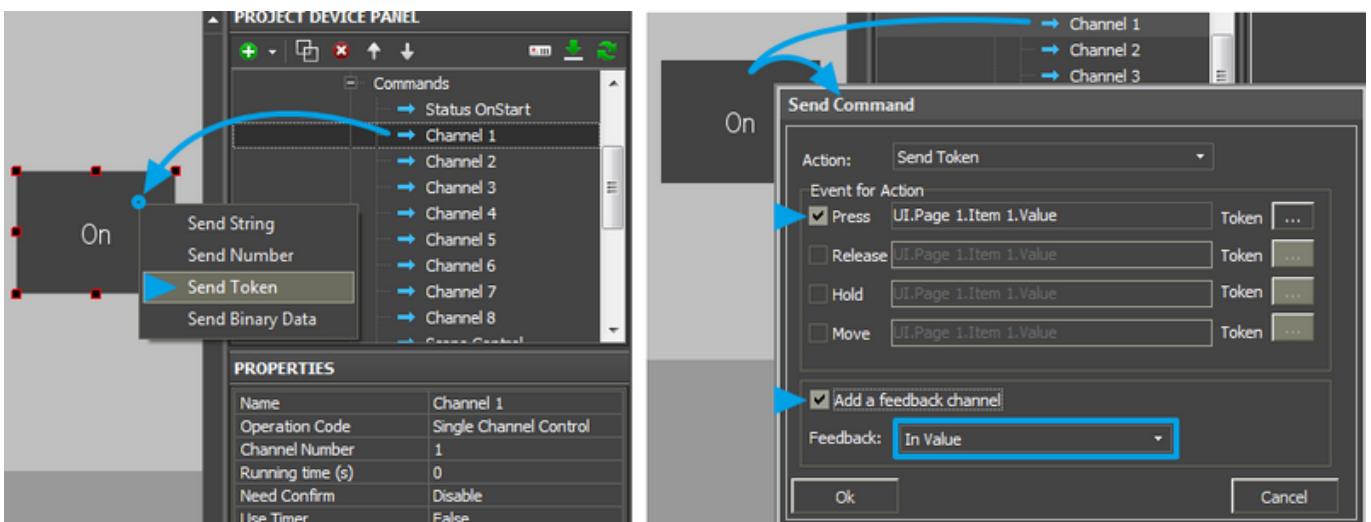 PROJECT DEVICE PANEL
Commands
Status OnStart
Channel 1
Channel 2
Channel 3
Channel 4
Channel 5
Channel 6
Channel 7
Channel 8
On
Send String
Send Number
Send Token
Send Binary Data
PROPERTIES
Name Channel 1
Operation Code Single Channel Control
Channel Number 1
Running time (s) 0
Need Confirm Disable
Use Timer False
Channel 1
Channel 2
Channel 3
On
Send Command
Action: Send Token
Event for Action
Press UI.Page 1.Item 1.Value Token ...
Release UI.Page 1.Item 1.Value Token ...
Hold UI.Page 1.Item 1.Value Token ...
Move UI.Page 1.Item 1.Value Token ...
Add a feedback channel
Feedback: In Value
Ok Cancel